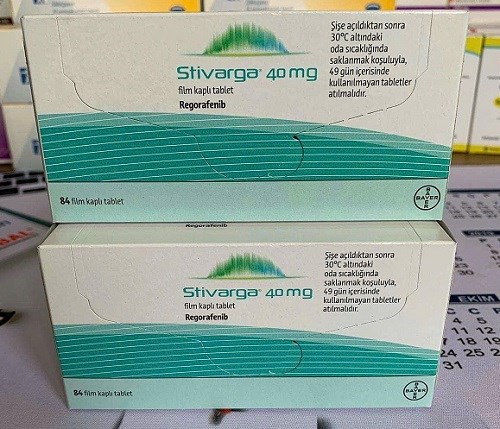 Stivarga® 40 mg
film kaplı tablet
Regorafenib
Şişe açıldıktan sonra
30°C altındaki
oda sıcaklığında
saklanmak koşuluyla,
49 gün içerisinde
kullanılmayan tabletler
atılmalıdır.
84 film kaplı tablet
BAYER
Regorafenib
Stivarga® 40 mg
film kaplı tablet
Regorafenib
Şişe açıldıktan sonra
30°C altındaki
oda sıcaklığında
saklanmak koşuluyla,
49 gün içerisinde
kullanılmayan tabletler
atılmalıdır.
84 film kaplı tablet
BAYER
EKİM